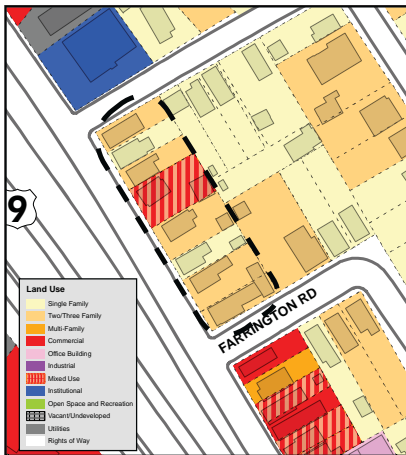 9
FARRINGTON RD
Land Use
Single Family
Two/Three Family
Multi-Family
Commercial
Office Building
Industrial
Mixed Use
Institutional
Open Space and Recreation
Vacant/Undeveloped
Utilities
Rights of Way